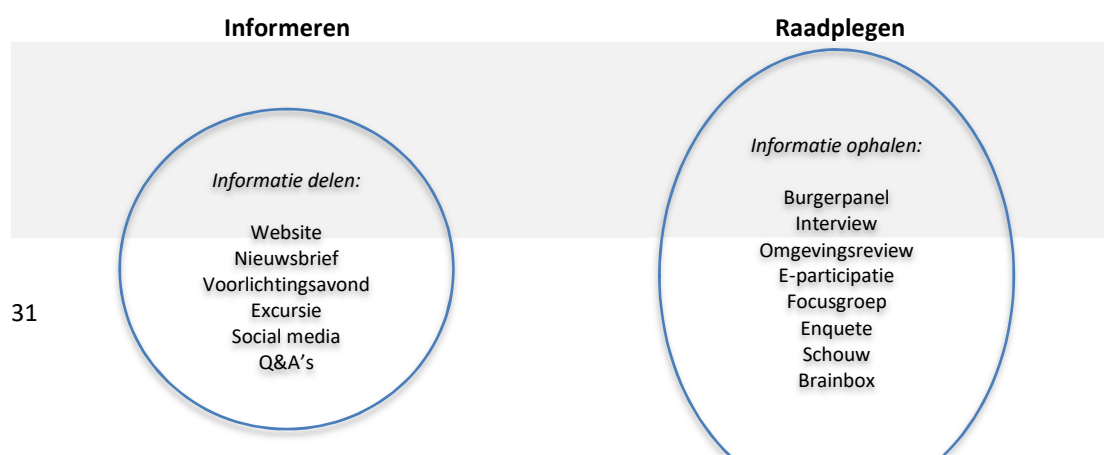 Informeren
Informatie delen:
Website
Nieuwsbrief
Voorlichtingsavond
Excursie
Social media
Q&A’s
Raadplegen
Informatie ophalen:
Burgerpanel
Interview
Omgevingsreview
E-participatie
Focusgroep
Enquete
Schouw
Brainbox
31